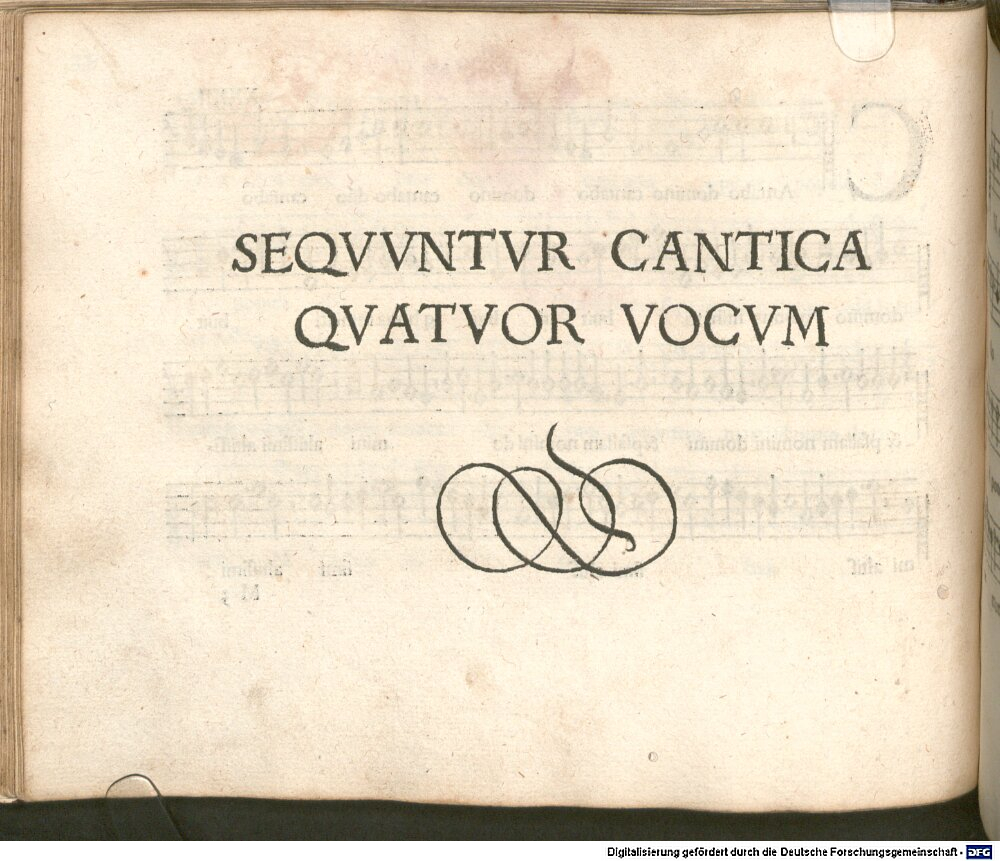 SEQVVNTVR CANTICA
QVATVOR VOCVM
Digitalisierung gefördert durch die Deutsche Forschungsgemeinschaft - DFG